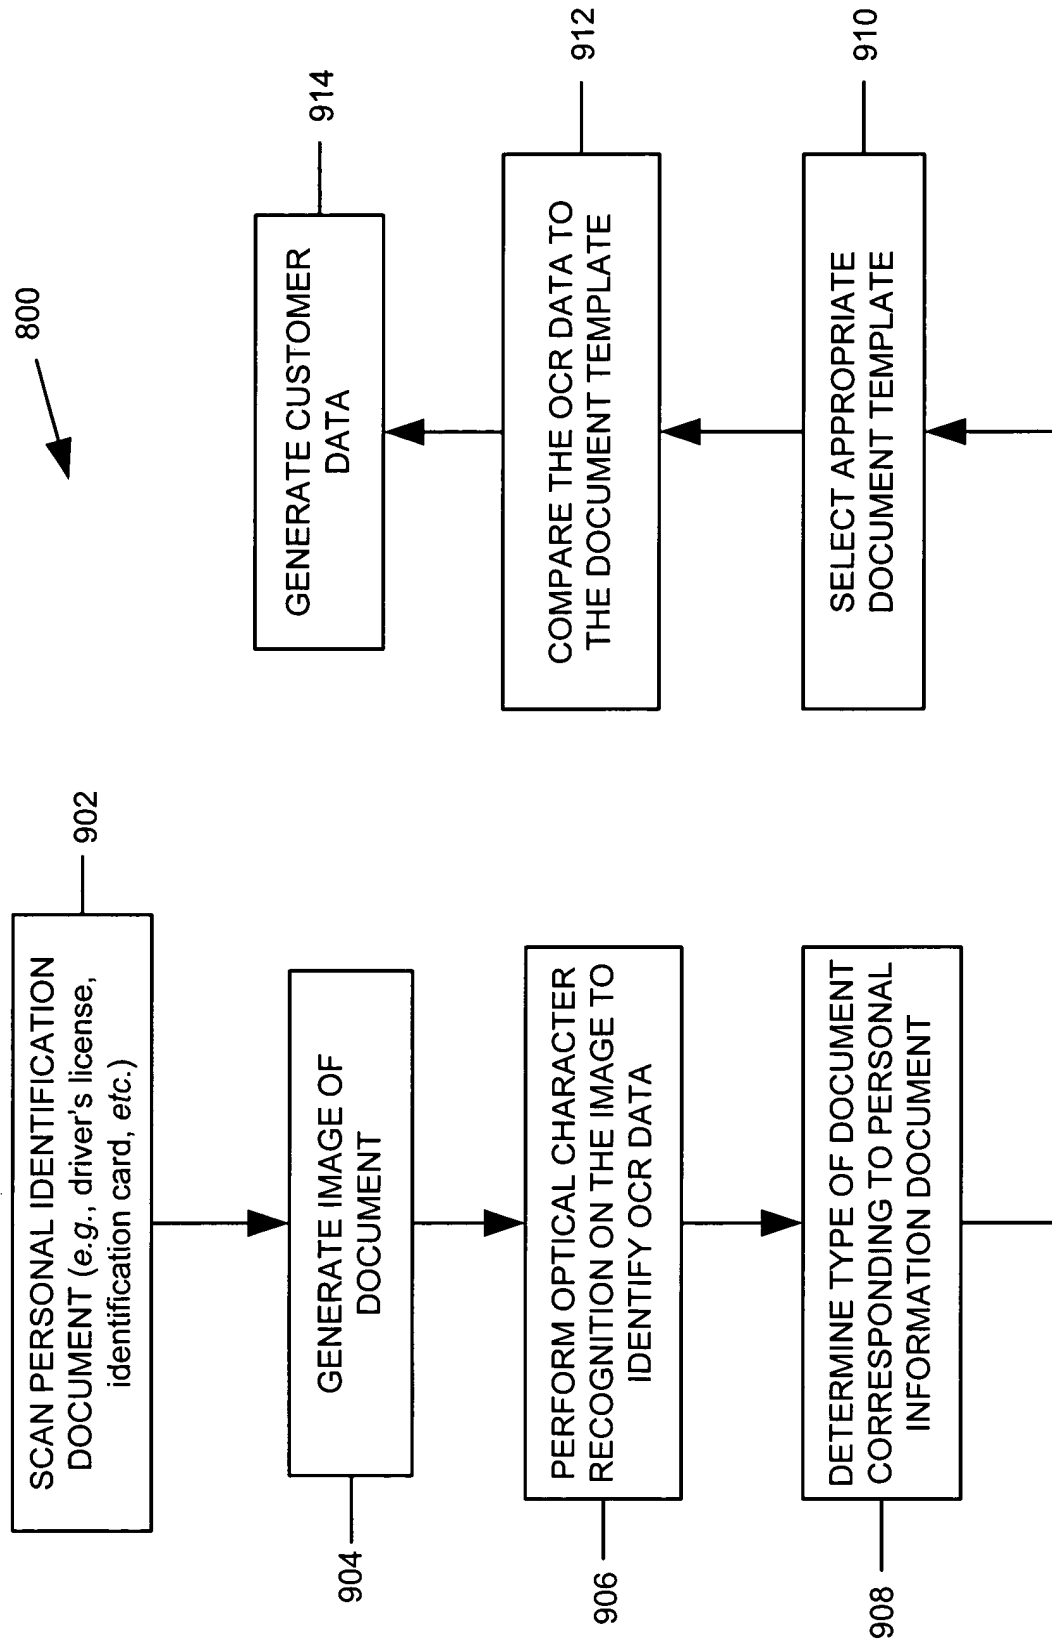 800
SCAN PERSONAL IDENTIFICATION
DOCUMENT (e.g., driver's license,
identification card, etc.)
902
GENERATE IMAGE OF
DOCUMENT
904
PERFORM OPTICAL CHARACTER
RECOGNITION ON THE IMAGE TO
IDENTIFY OCR DATA
906
DETERMINE TYPE OF DOCUMENT
CORRESPONDING TO PERSONAL
INFORMATION DOCUMENT
908
SELECT APPROPRIATE
DOCUMENT TEMPLATE
910
COMPARE THE OCR DATA TO
THE DOCUMENT TEMPLATE
912
GENERATE CUSTOMER
DATA
914